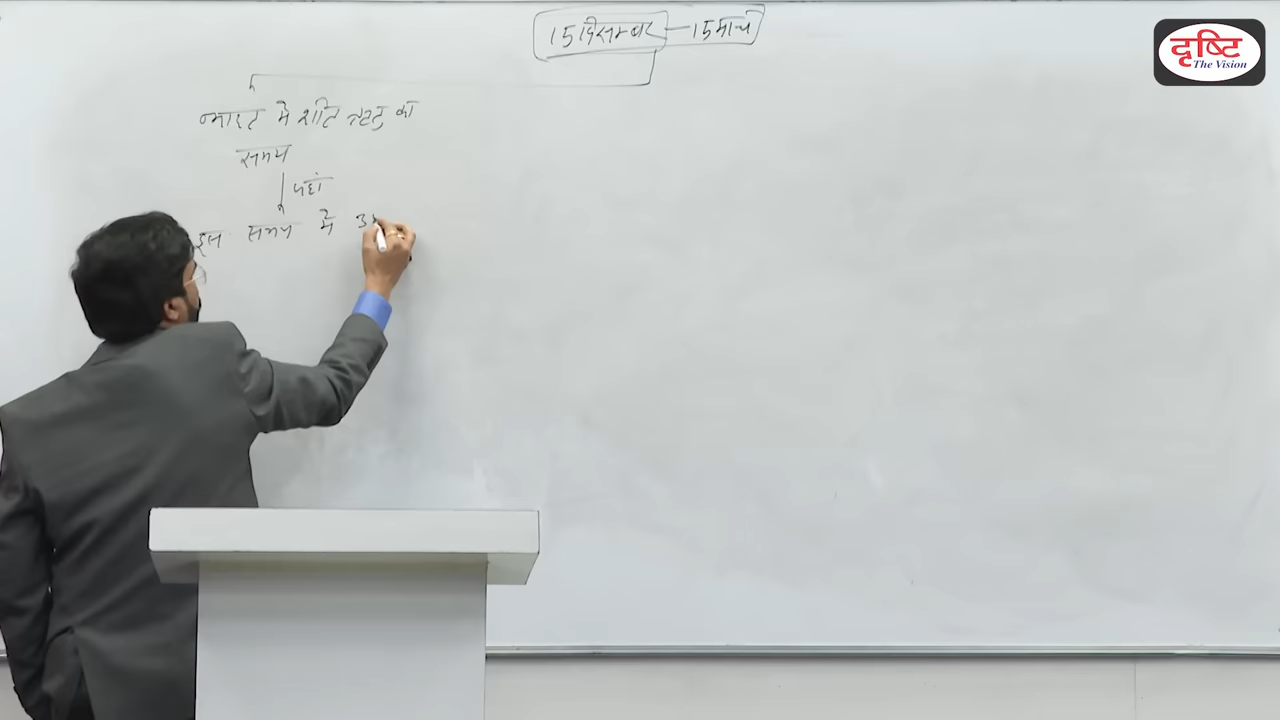 15 दिसम्बर — 15 मार्च
दृष्टि
The Vision
भारत में शीत ऋतु का
समय
यहाँ
इस समय में